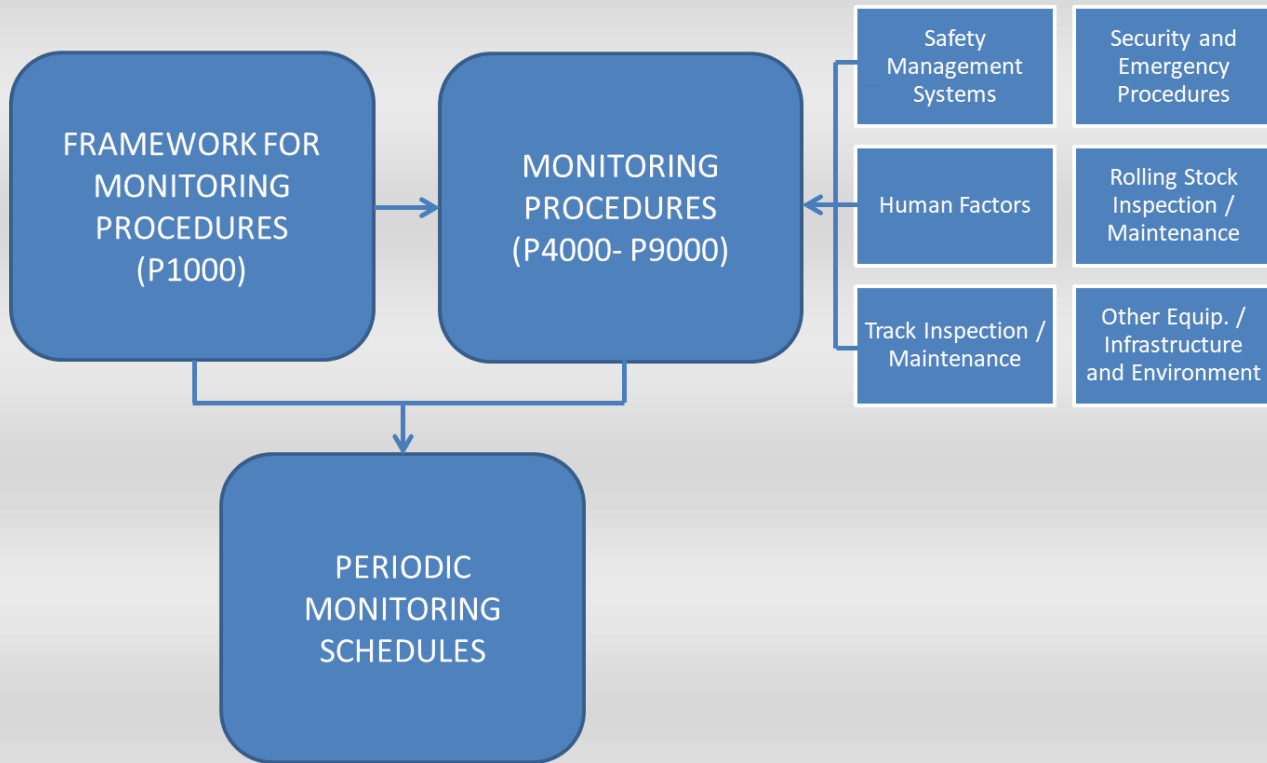 FRAMEWORK FOR
MONITORING
PROCEDURES
(P1000)
MONITORING
PROCEDURES
(P4000- P9000)
Safety
Management
Systems
Security and
Emergency
Procedures
Human Factors
Rolling Stock
Inspection /
Maintenance
Track Inspection /
Maintenance
Other Equip. /
Infrastructure
and Environment
PERIODIC
MONITORING
SCHEDULES